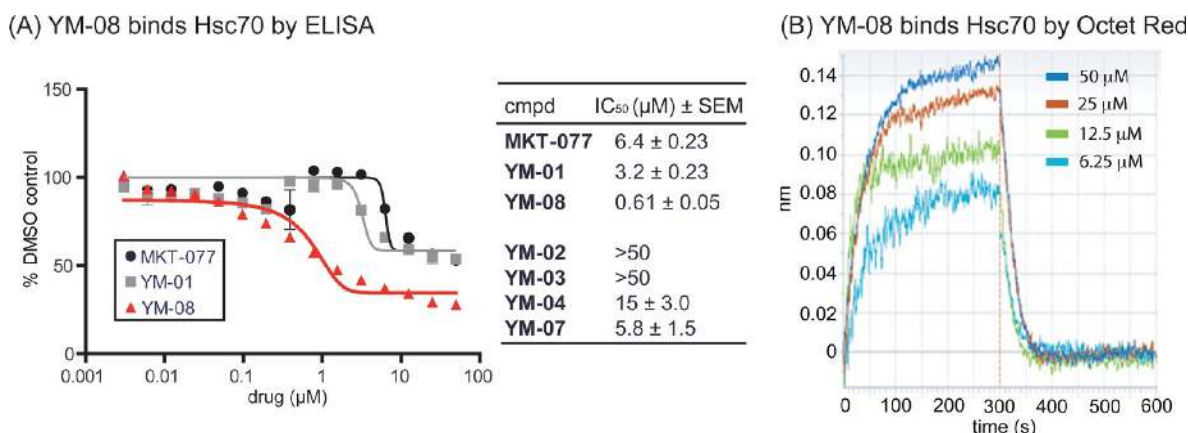 (A) YM-08 binds Hsc70 by ELISA
150
100
50
0
% DMSO control
0.001
0.01
0.1
1
10
100
drug (μM)
MKT-077
YM-01
YM-08
cmpd IC₅₀ (μM) ± SEM
MKT-077 6.4 ± 0.23
YM-01 3.2 ± 0.23
YM-08 0.61 ± 0.05
YM-02 >50
YM-03 >50
YM-04 15 ± 3.0
YM-07 5.8 ± 1.5
(B) YM-08 binds Hsc70 by Octet Red
0.14
0.12
0.10
0.08
0.06
0.04
0.02
0
nm
50 μM
25 μM
12.5 μM
6.25 μM
0 100 200 300 400 500 600
time (s)